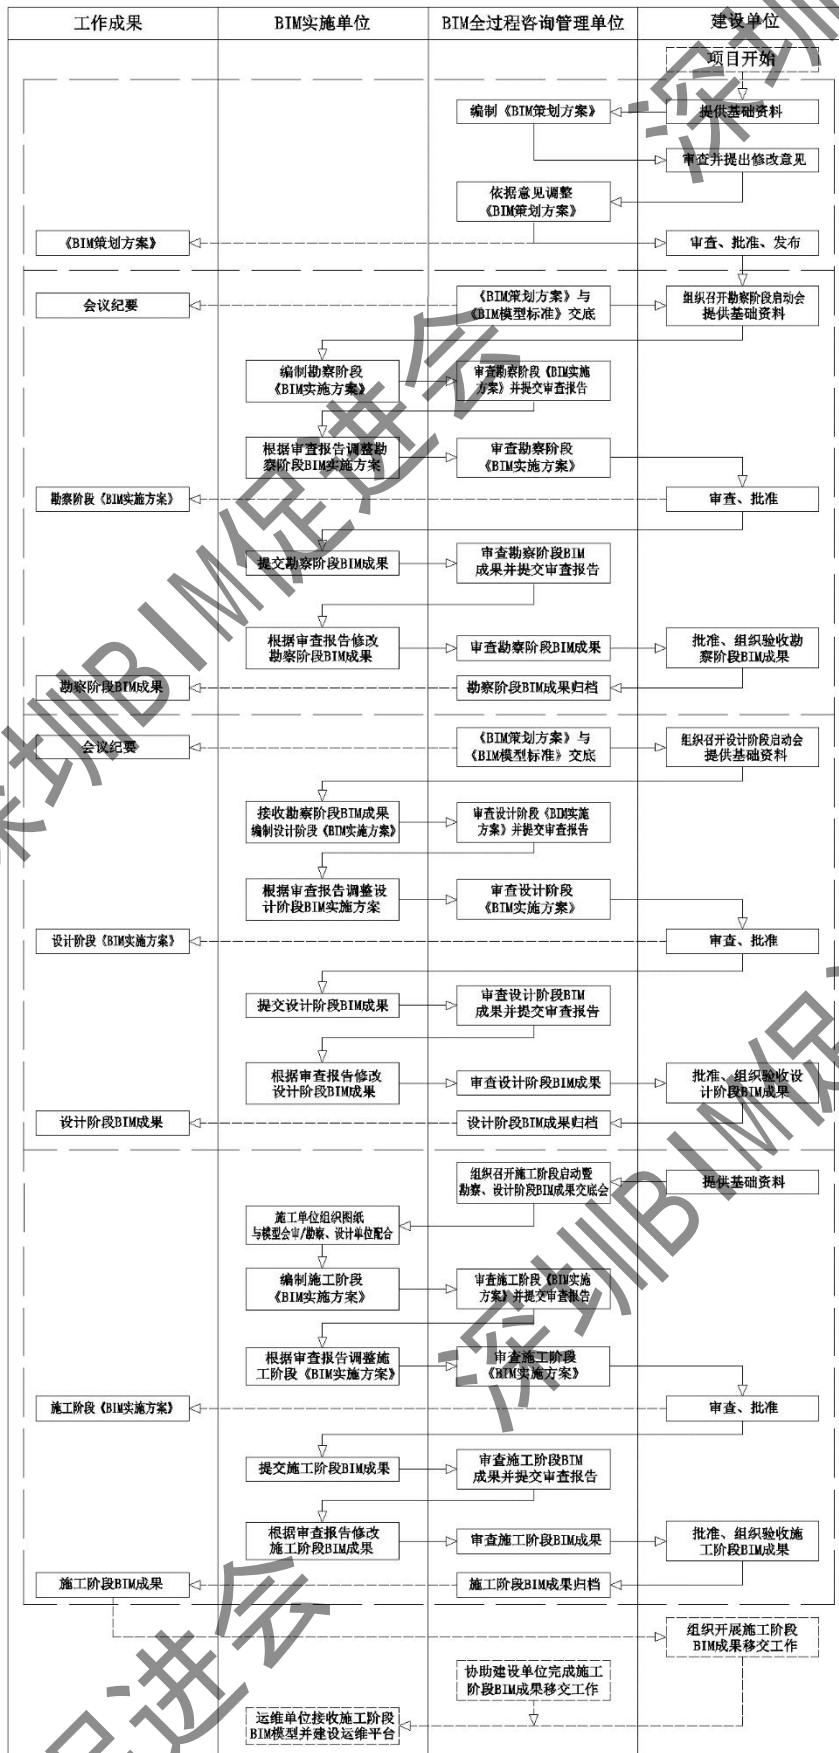 工作成果
BIM实施单位
BIM全过程咨询管理单位
建设单位
项目开始
编制《BIM策划方案》
提供基础资料
审查并提出修改意见
依据意见调整
《BIM策划方案》
《BIM策划方案》
审查、批准、发布
会议纪要
《BIM策划方案》与
《BIM模型标准》交底
组织召开勘察阶段启动会
提供基础资料
编制勘察阶段
《BIM实施方案》
审查勘察阶段《BIM实施
方案》并提交审查报告
根据审查报告调整勘
察阶段BIM实施方案
审查勘察阶段
《BIM实施方案》
勘察阶段《BIM实施方案》
审查、批准
提交勘察阶段BIM成果
审查勘察阶段BIM
成果并提交审查报告
根据审查报告修改
勘察阶段BIM成果
审查勘察阶段BIM成果
批准、组织验收勘
察阶段BIM成果
勘察阶段BIM成果
勘察阶段BIM成果归档
会议纪要
《BIM策划方案》与
《BIM模型标准》交底
组织召开设计阶段启动会
提供基础资料
接收勘察阶段BIM成果
编制设计阶段《BIM实施方案》
审查设计阶段《BIM实施
方案》并提交审查报告
根据审查报告调整设
计阶段BIM实施方案
审查设计阶段
《BIM实施方案》
设计阶段《BIM实施方案》
审查、批准
提交设计阶段BIM成果
审查设计阶段BIM
成果并提交审查报告
根据审查报告修改
设计阶段BIM成果
审查设计阶段BIM成果
批准、组织验收设
计阶段BIM成果
设计阶段BIM成果
设计阶段BIM成果归档
组织召开施工阶段启动暨
勘察、设计阶段BIM成果交底会
提供基础资料
施工单位组织图纸
与模型会审/勘察、设计单位配合
编制施工阶段
《BIM实施方案》
审查施工阶段《BIM实施
方案》并提交审查报告
根据审查报告调整施
工阶段《BIM实施方案》
审查施工阶段
《BIM实施方案》
施工阶段《BIM实施方案》
审查、批准
提交施工阶段BIM成果
审查施工阶段BIM
成果并提交审查报告
根据审查报告修改
施工阶段BIM成果
审查施工阶段BIM成果
批准、组织验收施
工阶段BIM成果
施工阶段BIM成果
施工阶段BIM成果归档
组织开展施工阶段
BIM成果移交工作
协助建设单位完成施工
阶段BIM成果移交工作
运维单位接收施工阶段
BIM模型并建设运维平台
深圳
深圳BIM促进会
深圳BIM促
促进会